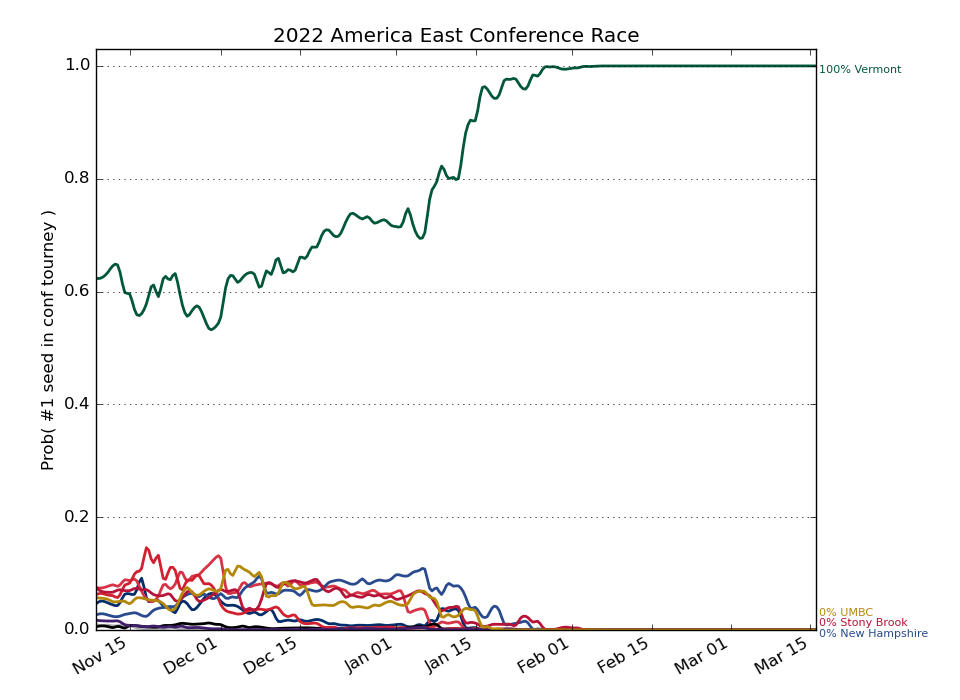 2022 America East Conference Race
Prob( #1 seed in conf tourney )
1.0
0.8
0.6
0.4
0.2
0.0
100% Vermont
0% UMBC
0% Stony Brook
0% New Hampshire
Nov 15
Dec 01
Dec 15
Jan 01
Jan 15
Feb 01
Feb 15
Mar 01
Mar 15